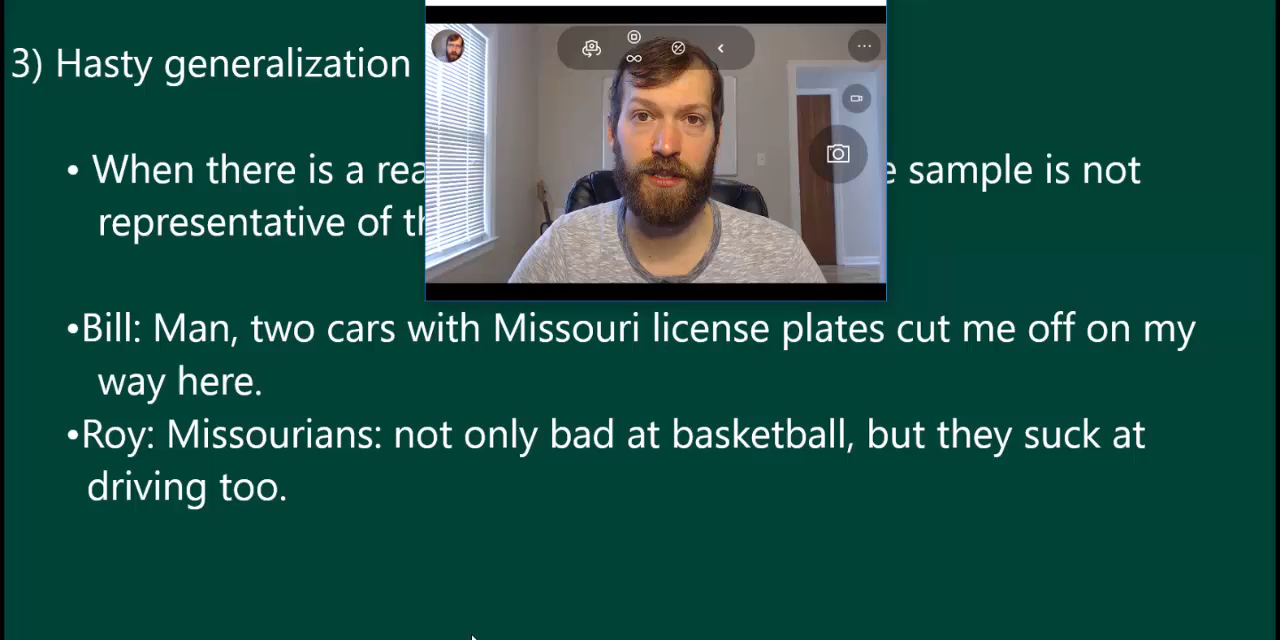 3) Hasty generalization
• When there is a rea e sample is not
representative of th
•Bill: Man, two cars with Missouri license plates cut me off on my
way here.
•Roy: Missourians: not only bad at basketball, but they suck at
driving too.